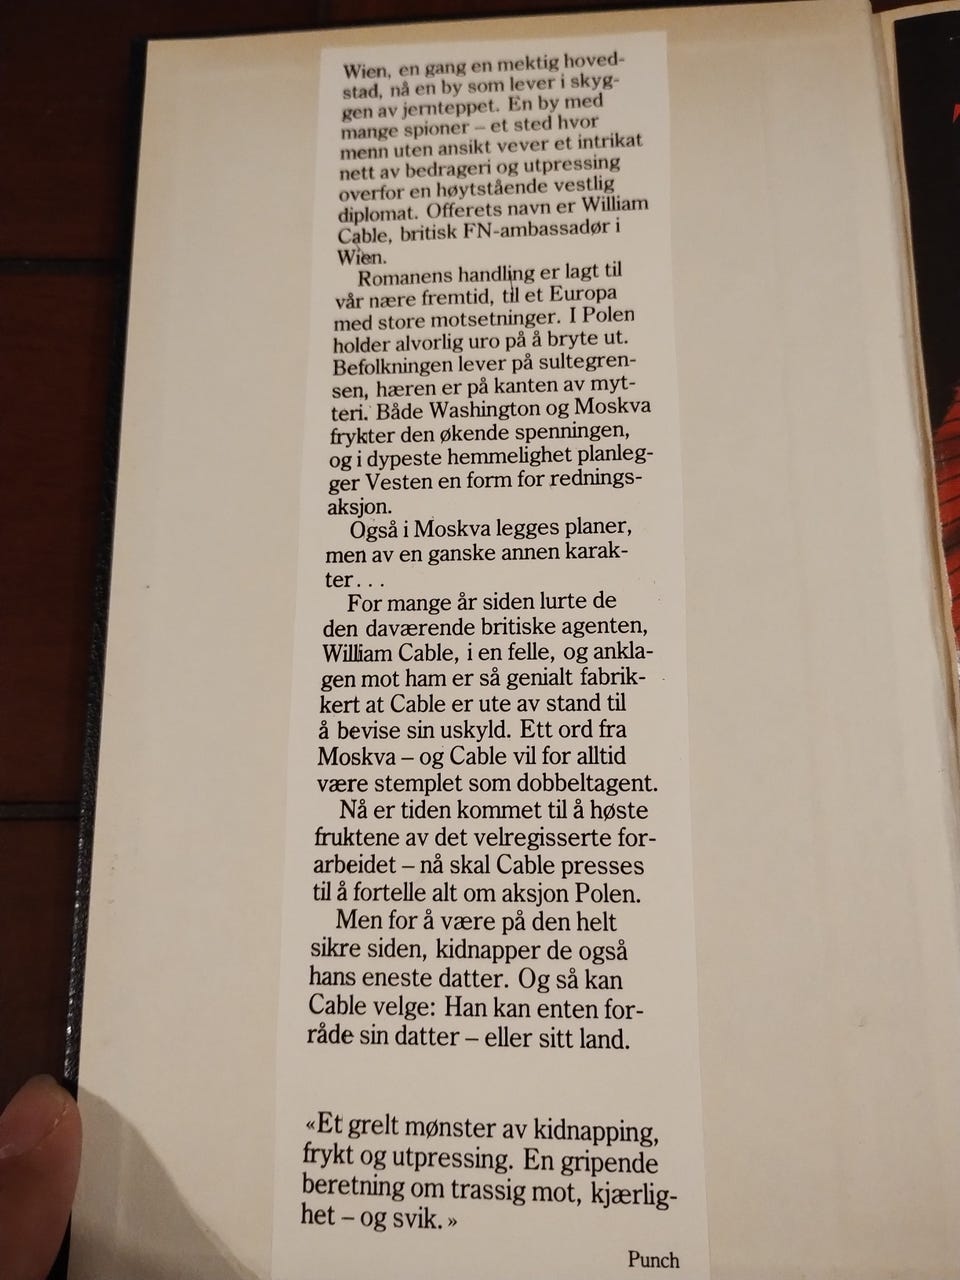 Wien, en gang en mektig hoved-
stad, nå en by som lever i skyg-
gen av jernteppet. En by med
mange spioner – et sted hvor
menn uten ansikt vever et intrikat
nett av bedrageri og utpressing
overfor en høytstående vestlig
diplomat. Offerets navn er William
Cable, britisk FN-ambassadør i
Wien.
Romanens handling er lagt til
vår nære fremtid, til et Europa
med store motsetninger. I Polen
holder alvorlig uro på å bryte ut.
Befolkningen lever på sultegren-
sen, hæren er på kanten av myt-
teri. Både Washington og Moskva
frykter den økende spenningen,
og i dypeste hemmelighet planleg-
ger Vesten en form for rednings-
aksjon.
Også i Moskva legges planer,
men av en ganske annen karak-
ter...
For mange år siden lurte de
den daværende britiske agenten,
William Cable, i en felle, og ankla-
gen mot ham er så genialt fabrik-
kert at Cable er ute av stand til
å bevise sin uskyld. Ett ord fra
Moskva – og Cable vil for alltid
være stemplet som dobbeltagent.
Nå er tiden kommet til å høste
fruktene av det velregisserte for-
arbeidet – nå skal Cable presses
til å fortelle alt om aksjon Polen.
Men for å være på den helt
sikre siden, kidnapper de også
hans eneste datter. Og så kan
Cable velge: Han kan enten for-
råde sin datter – eller sitt land.
«Et grelt mønster av kidnapping,
frykt og utpressing. En gripende
beretning om trassig mot, kjærlig-
het – og svik.»
Punch